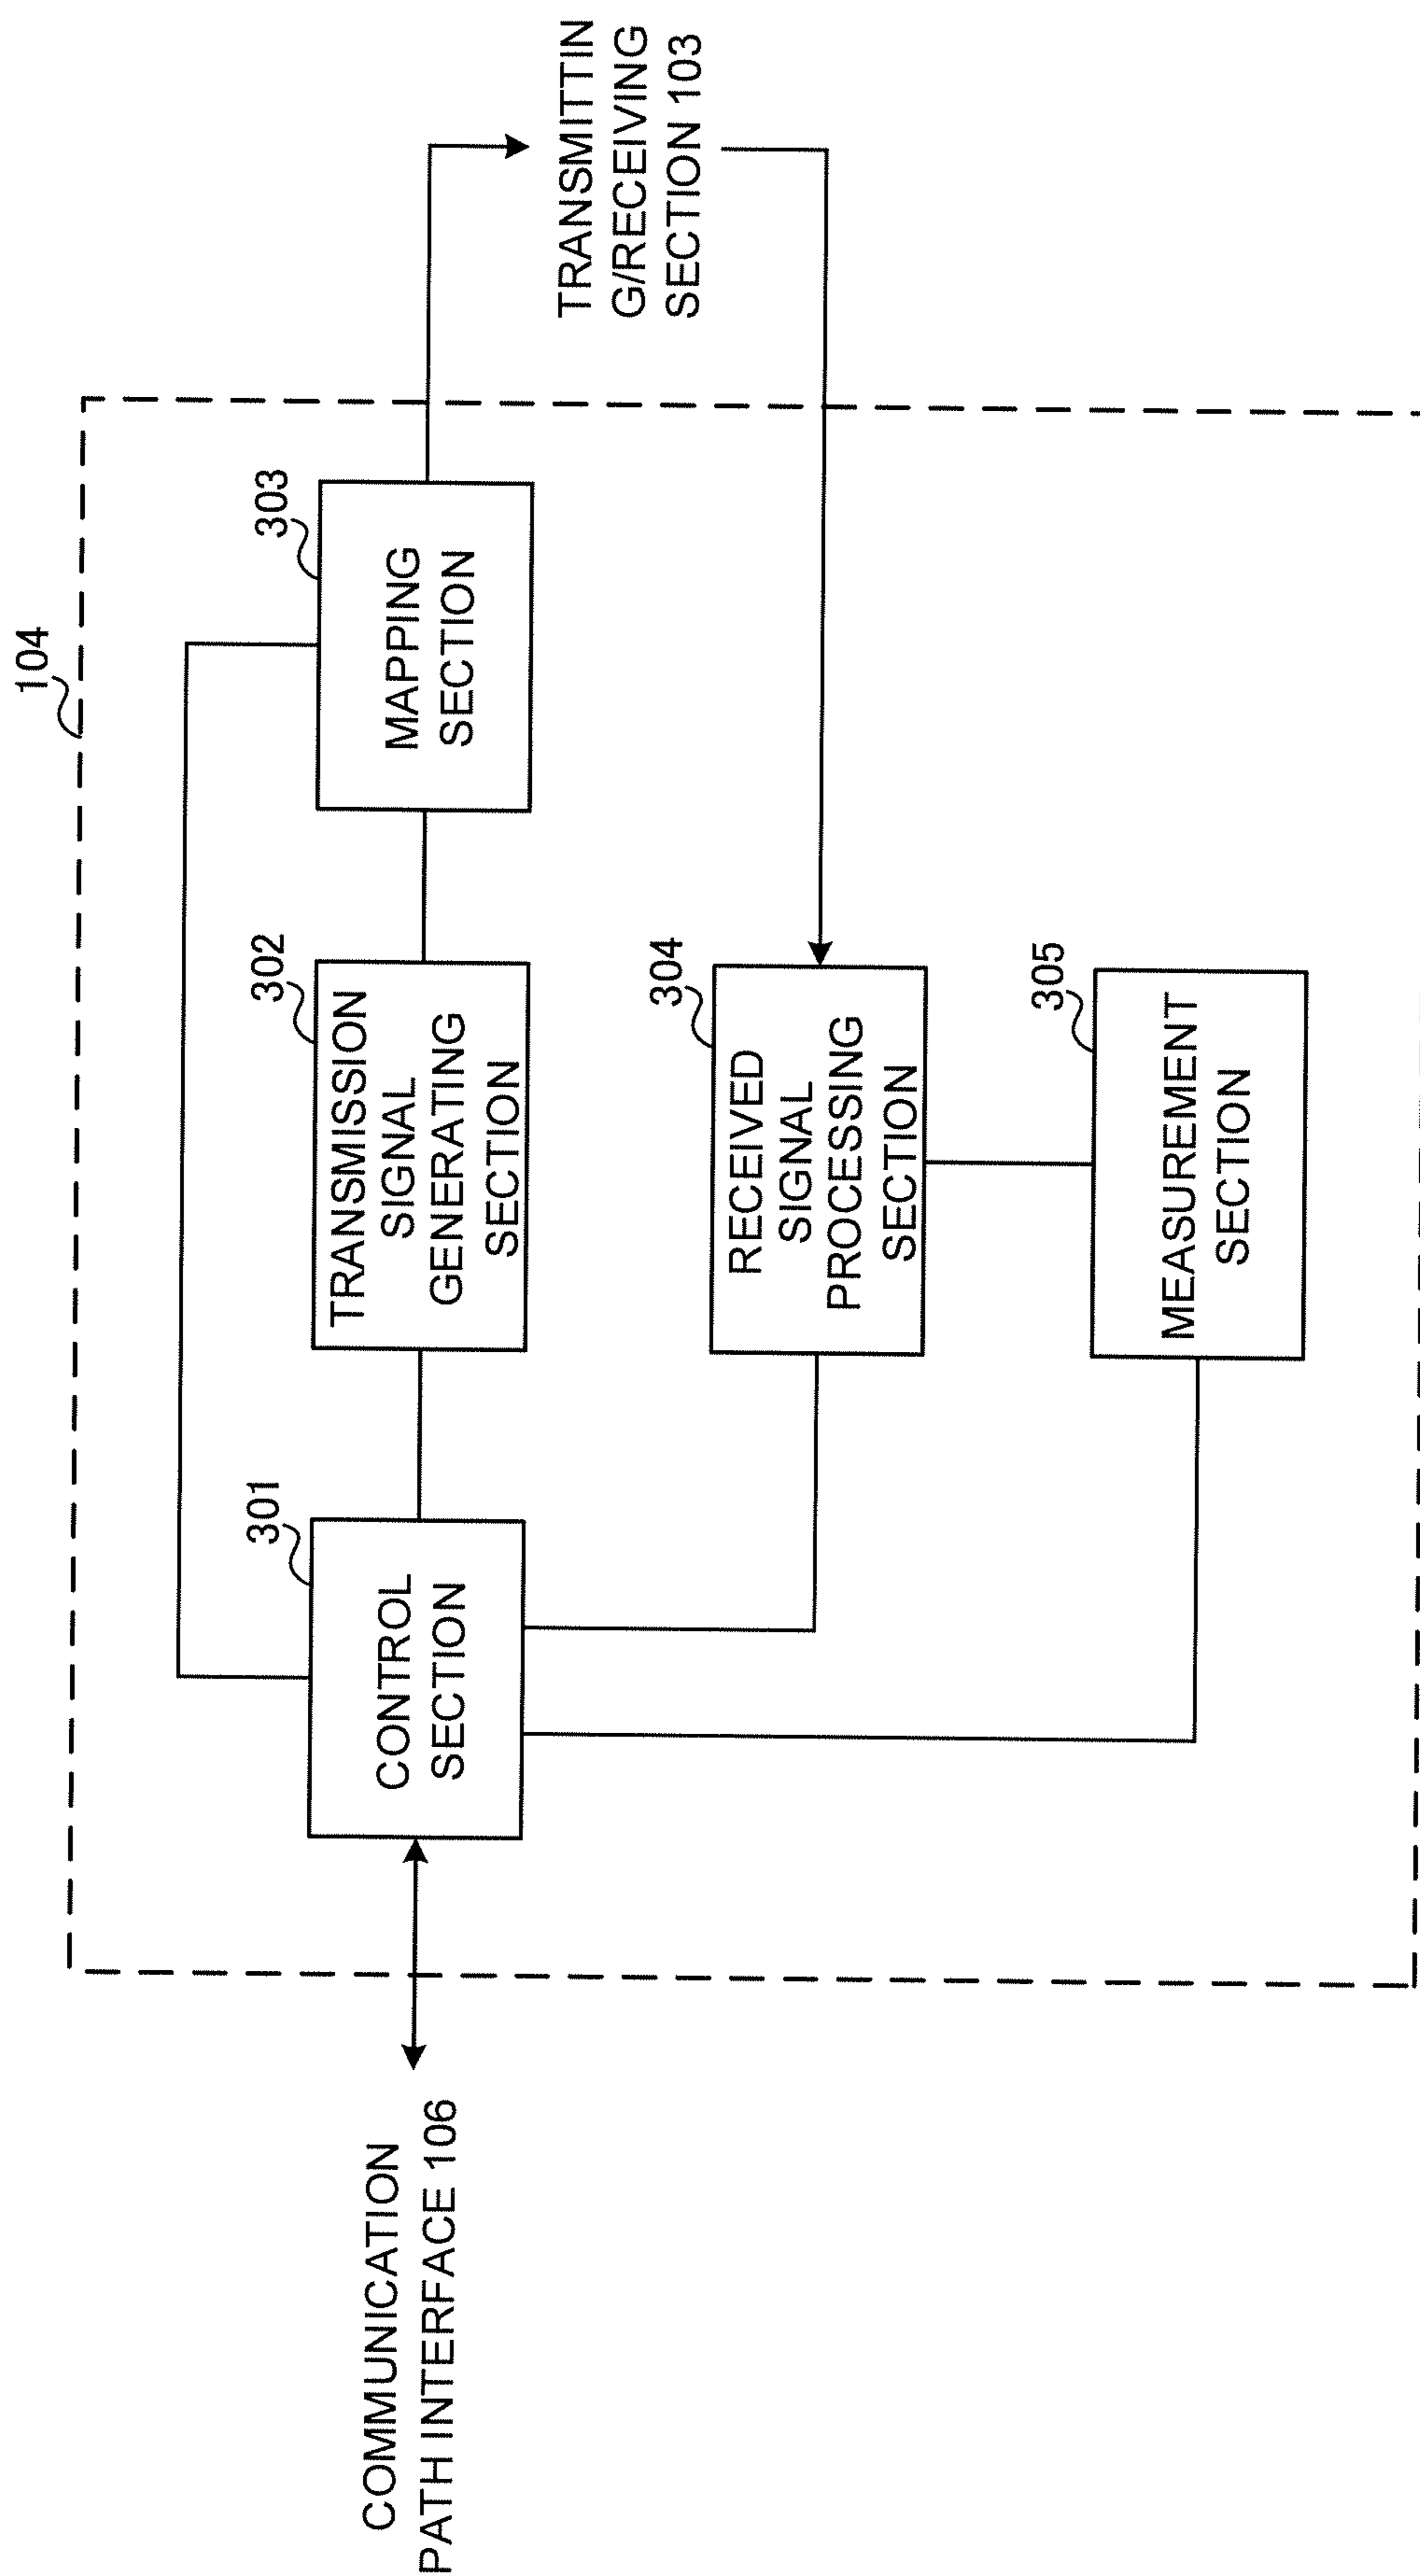 104
COMMUNICATION
PATH INTERFACE 106
301
CONTROL
SECTION
302
TRANSMISSION
SIGNAL
GENERATING
SECTION
303
MAPPING
SECTION
TRANSMITTIN
G/RECEIVING
SECTION 103
304
RECEIVED
SIGNAL
PROCESSING
SECTION
305
MEASUREMENT
SECTION